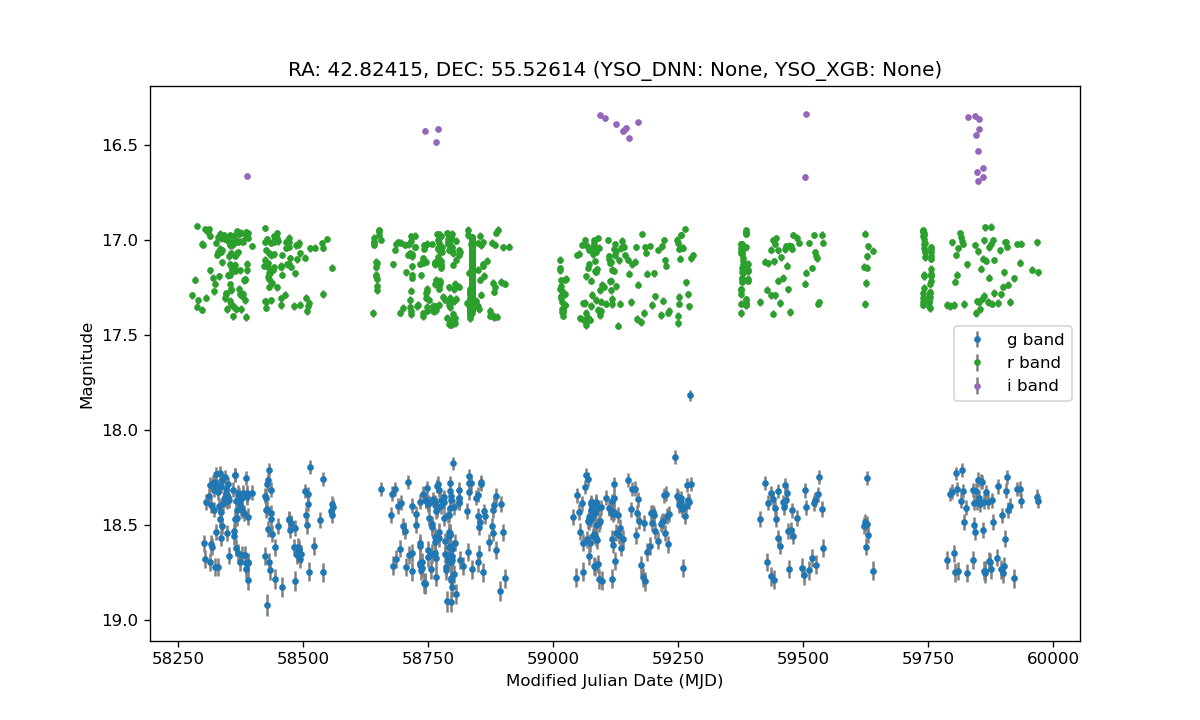 RA: 42.82415, DEC: 55.52614 (YSO_DNN: None, YSO_XGB: None)
16.5
17.0
17.5
18.0
18.5
19.0
Magnitude
g band
r band
i band
58250 58500 58750 59000 59250 59500 59750 60000
Modified Julian Date (MJD)